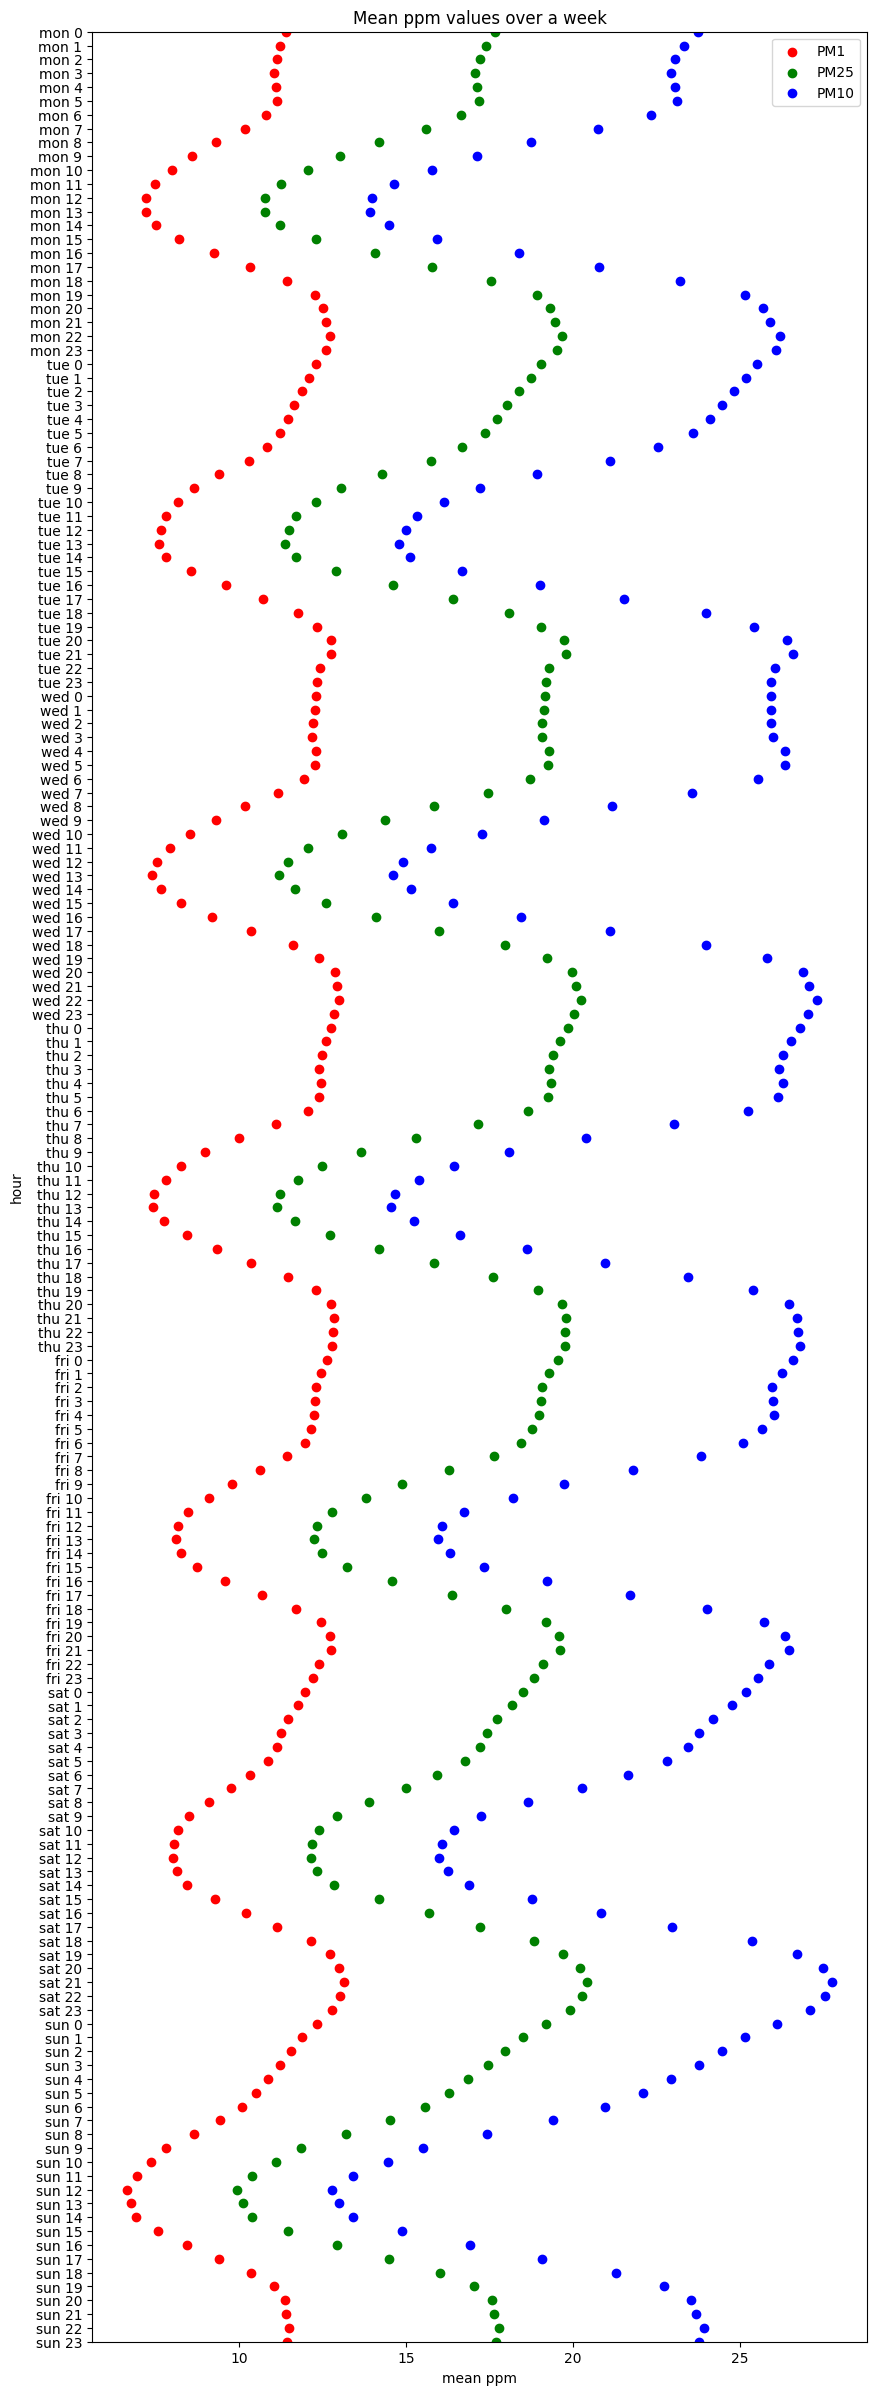 Mean ppm values over a week
PM1
PM25
PM10
mon 0
mon 1
mon 2
mon 3
mon 4
mon 5
mon 6
mon 7
mon 8
mon 9
mon 10
mon 11
mon 12
mon 13
mon 14
mon 15
mon 16
mon 17
mon 18
mon 19
mon 20
mon 21
mon 22
mon 23
tue 0
tue 1
tue 2
tue 3
tue 4
tue 5
tue 6
tue 7
tue 8
tue 9
tue 10
tue 11
tue 12
tue 13
tue 14
tue 15
tue 16
tue 17
tue 18
tue 19
tue 20
tue 21
tue 22
tue 23
wed 0
wed 1
wed 2
wed 3
wed 4
wed 5
wed 6
wed 7
wed 8
wed 9
wed 10
wed 11
wed 12
wed 13
wed 14
wed 15
wed 16
wed 17
wed 18
wed 19
wed 20
wed 21
wed 22
wed 23
thu 0
thu 1
thu 2
thu 3
thu 4
thu 5
thu 6
thu 7
thu 8
thu 9
thu 10
thu 11
thu 12
thu 13
thu 14
thu 15
thu 16
thu 17
thu 18
thu 19
thu 20
thu 21
thu 22
thu 23
fri 0
fri 1
fri 2
fri 3
fri 4
fri 5
fri 6
fri 7
fri 8
fri 9
fri 10
fri 11
fri 12
fri 13
fri 14
fri 15
fri 16
fri 17
fri 18
fri 19
fri 20
fri 21
fri 22
fri 23
sat 0
sat 1
sat 2
sat 3
sat 4
sat 5
sat 6
sat 7
sat 8
sat 9
sat 10
sat 11
sat 12
sat 13
sat 14
sat 15
sat 16
sat 17
sat 18
sat 19
sat 20
sat 21
sat 22
sat 23
sun 0
sun 1
sun 2
sun 3
sun 4
sun 5
sun 6
sun 7
sun 8
sun 9
sun 10
sun 11
sun 12
sun 13
sun 14
sun 15
sun 16
sun 17
sun 18
sun 19
sun 20
sun 21
sun 22
sun 23
hour
10 15 20 25
mean ppm